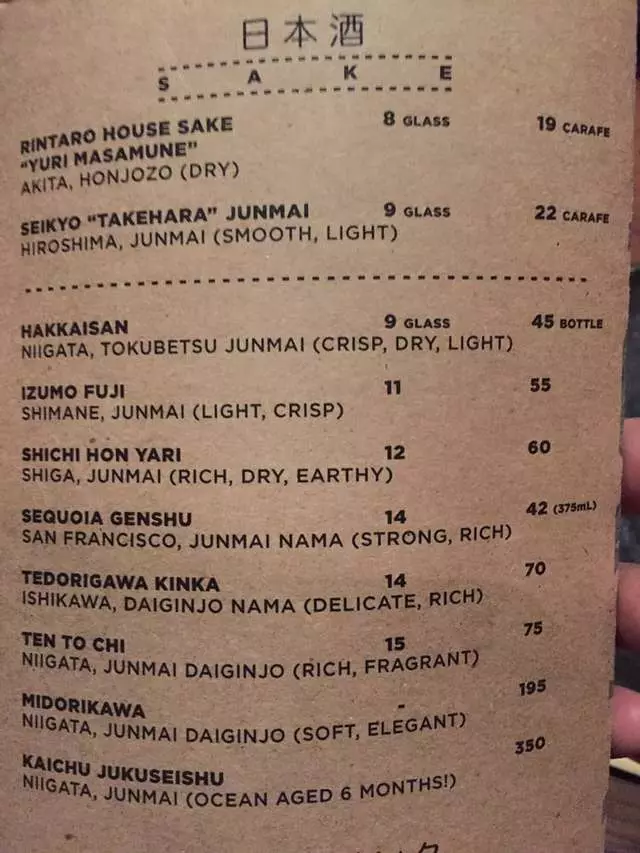 日本酒
SAKE
RINTARO HOUSE SAKE 8 GLASS 19 CARAFE
"YURI MASAMUNE"
AKITA, HONJOZO (DRY)
SEIKYO "TAKEHARA" JUNMAI 9 GLASS 22 CARAFE
HIROSHIMA, JUNMAI (SMOOTH, LIGHT)
HAKKAISAN 9 GLASS 45 BOTTLE
NIIGATA, TOKUBETSU JUNMAI (CRISP, DRY, LIGHT)
IZUMO FUJI 11 55
SHIMANE, JUNMAI (LIGHT, CRISP)
SHICHI HON YARI 12 60
SHIGA, JUNMAI (RICH, DRY, EARTHY)
SEQUOIA GENSHU 14 42 (375mL)
SAN FRANCISCO, JUNMAI NAMA (STRONG, RICH)
TEDORIGAWA KINKA 14 70
ISHIKAWA, DAIGINJO NAMA (DELICATE, RICH)
TEN TO CHI 15 75
NIIGATA, JUNMAI DAIGINJO (RICH, FRAGRANT)
MIDORIKAWA - 195
NIIGATA, JUNMAI DAIGINJO (SOFT, ELEGANT)
KAICHU JUKUSEISHU 350
NIIGATA, JUNMAI (OCEAN AGED 6 MONTHS!)